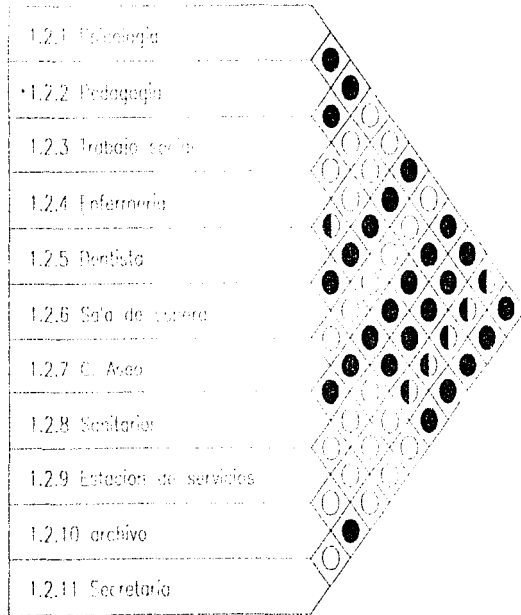 1.2.1 Psicología
1.2.2 Pedagogía
1.2.3 Trabajo social
1.2.4 Enfermería
1.2.5 Dentista
1.2.6 Sala de espera
1.2.7 C. Aseo
1.2.8 Sanitarios
1.2.9 Estacion de servicios
1.2.10 archivo
1.2.11 Secretaria